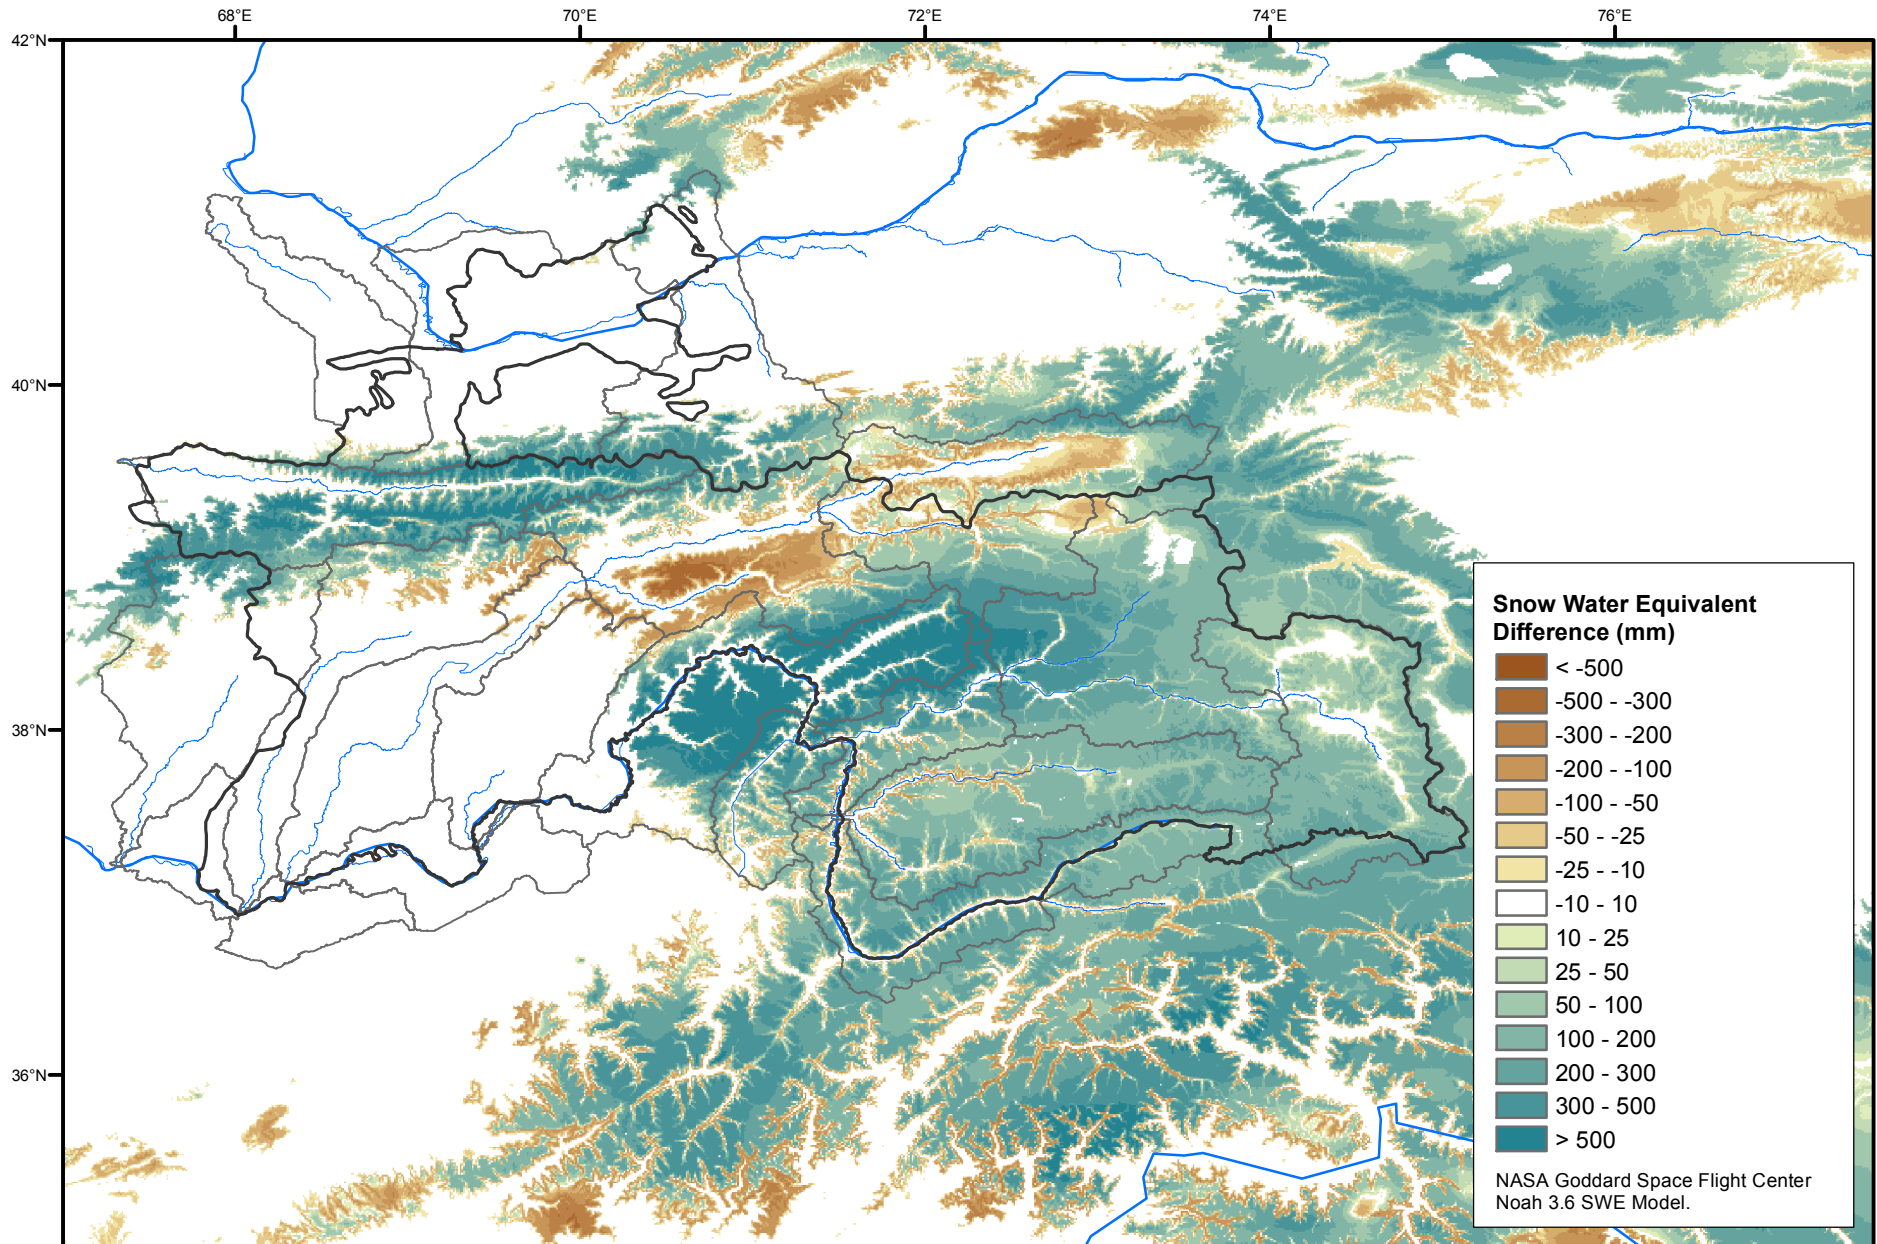 68°E 70°E 72°E 74°E 76°E
42°N
40°N
38°N
36°N
Snow Water Equivalent
Difference (mm)
< -500
-500 - -300
-300 - -200
-200 - -100
-100 - -50
-50 - -25
-25 - -10
-10 - 10
10 - 25
25 - 50
50 - 100
100 - 200
200 - 300
300 - 500
> 500
NASA Goddard Space Flight Center
Noah 3.6 SWE Model.